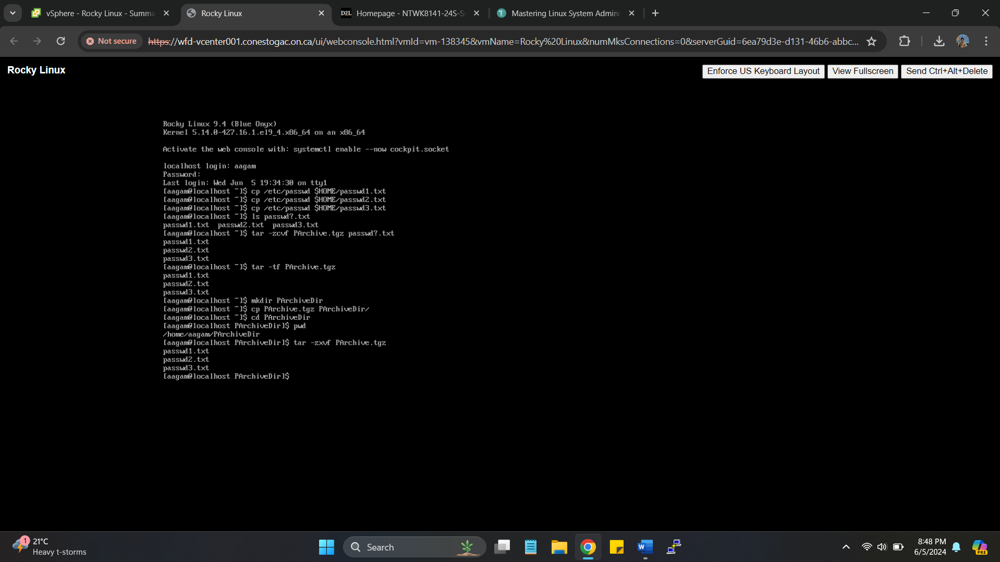 vSphere - Rocky Linux - Summa
Rocky Linux
D2L
Homepage - NTWK8141-24S-S
Mastering Linux System Admini
Not secure
https://wfd-vcenter001.conestogac.on.ca/ui/webconsole.html?vmId=vm-138345&vmName=Rocky%20Linux&numMksConnections=0&serverGuid=6ea79d3e-d131-46b6-abbc...
Rocky Linux
Enforce US Keyboard Layout
View Fullscreen
Send Ctrl+Alt+Delete
Rocky Linux 9.4 (Blue Onyx)
Kernel 5.14.0-427.16.1.el9_4.x86_64 on an x86_64
Activate the web console with: systemctl enable --now cockpit.socket
localhost login: aagam
Password:
Last login: Wed Jun  5 19:34:30 on tty1
[aagam@localhost ~]$ cp /etc/passwd $HOME/passwd1.txt
[aagam@localhost ~]$ cp /etc/passwd $HOME/passwd2.txt
[aagam@localhost ~]$ cp /etc/passwd $HOME/passwd3.txt
[aagam@localhost ~]$ ls passwd?.txt
passwd1.txt  passwd2.txt  passwd3.txt
[aagam@localhost ~]$ tar -zcvf PArchive.tgz passwd?.txt
passwd1.txt
passwd2.txt
passwd3.txt
[aagam@localhost ~]$ tar -tf PArchive.tgz
passwd1.txt
passwd2.txt
passwd3.txt
[aagam@localhost ~]$ mkdir PArchiveDir
[aagam@localhost ~]$ cp PArchive.tgz PArchiveDir/
[aagam@localhost ~]$ cd PArchiveDir
[aagam@localhost PArchiveDir]$ pwd
/home/aagam/PArchiveDir
[aagam@localhost PArchiveDir]$ tar -zxvf PArchive.tgz
passwd1.txt
passwd2.txt
passwd3.txt
[aagam@localhost PArchiveDir]$
1
21°C
Heavy t-storms
Search
W
8:48 PM
6/5/2024
PRE